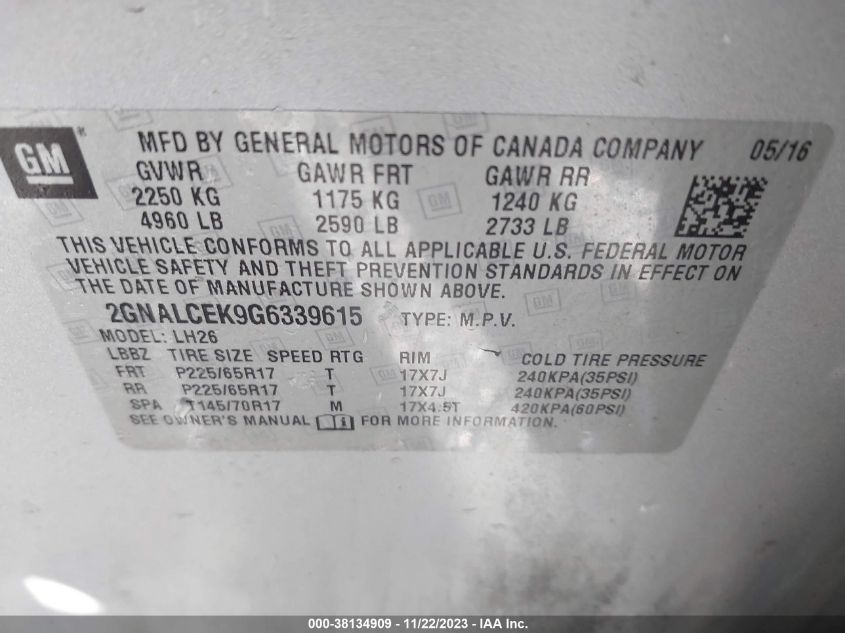 GM ®
MFD BY GENERAL MOTORS OF CANADA COMPANY 05/16
GVWR GAWR FRT GAWR RR
2250 KG 1175 KG 1240 KG
4960 LB 2590 LB 2733 LB
THIS VEHICLE CONFORMS TO ALL APPLICABLE U.S. FEDERAL MOTOR
VEHICLE SAFETY AND THEFT PREVENTION STANDARDS IN EFFECT ON
THE DATE OF MANUFACTURE SHOWN ABOVE.
2GNALCEK9G6339615 TYPE: M.P.V.
MODEL: LH26
LBBZ TIRE SIZE SPEED RTG RIM COLD TIRE PRESSURE
FRT P225/65R17 T 17X7J 240KPA(35PSI)
RR P225/65R17 T 17X7J 240KPA(35PSI)
SPA T145/70R17 M 17X4.5T 420KPA(60PSI)
SEE OWNER'S MANUAL FOR MORE INFORMATION.
000-38134909 - 11/22/2023 - IAA Inc.